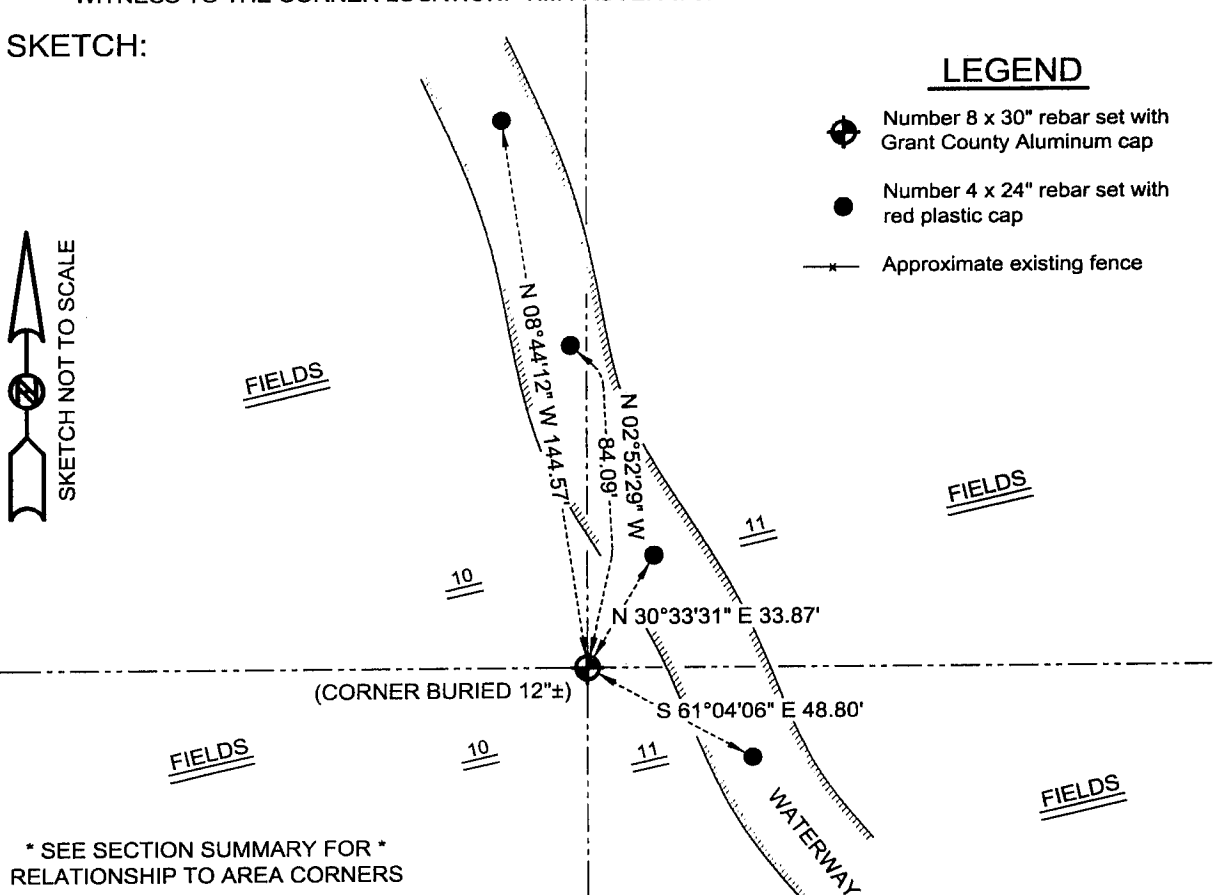 SKETCH:
LEGEND
Number 8 x 30" rebar set with
Grant County Aluminum cap
Number 4 x 24" rebar set with
red plastic cap
Approximate existing fence
SKETCH NOT TO SCALE
N
FIELDS
N 08°44'12" W 144.57'
N 02°52'29" W
84.09'
FIELDS
11
10
N 30°33'31" E 33.87'
(CORNER BURIED 12"±)
S 61°04'06" E 48.80'
FIELDS
10
11
FIELDS
WATERWAY
* SEE SECTION SUMMARY FOR *
RELATIONSHIP TO AREA CORNERS